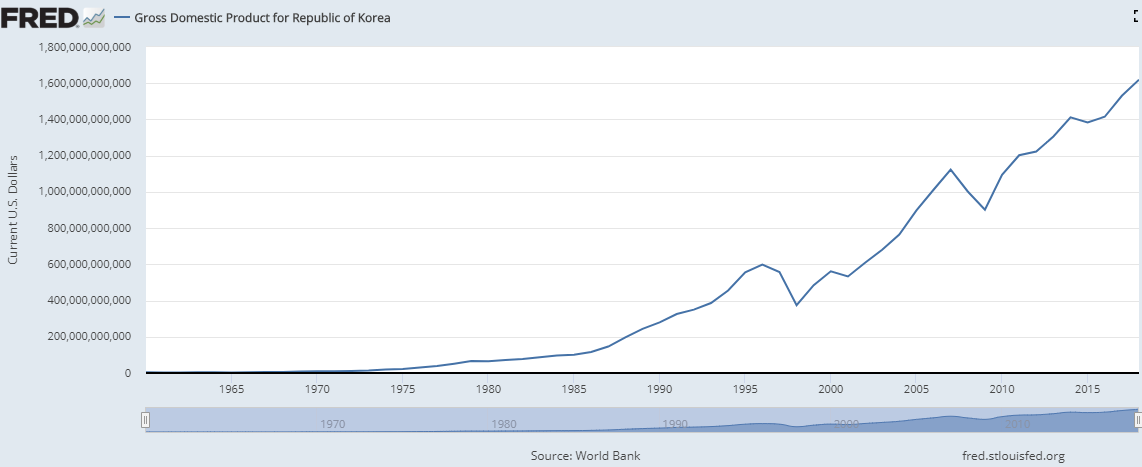 FRED
Gross Domestic Product for Republic of Korea
1,800,000,000,000
1,600,000,000,000
1,400,000,000,000
1,200,000,000,000
1,000,000,000,000
800,000,000,000
600,000,000,000
400,000,000,000
200,000,000,000
0
Current U.S. Dollars
1965 1970 1975 1980 1985 1990 1995 2000 2005 2010 2015
1970 1980 1990 2000 2010
Source: World Bank fred.stlouisfed.org